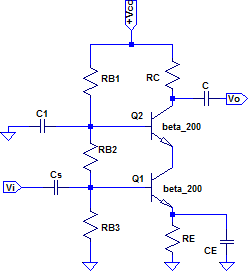 +Vcc
RB1
RC
C
Vo
C1
Q2
beta_200
RB2
Cs
Q1
Vi
beta_200
RB3
RE
CE